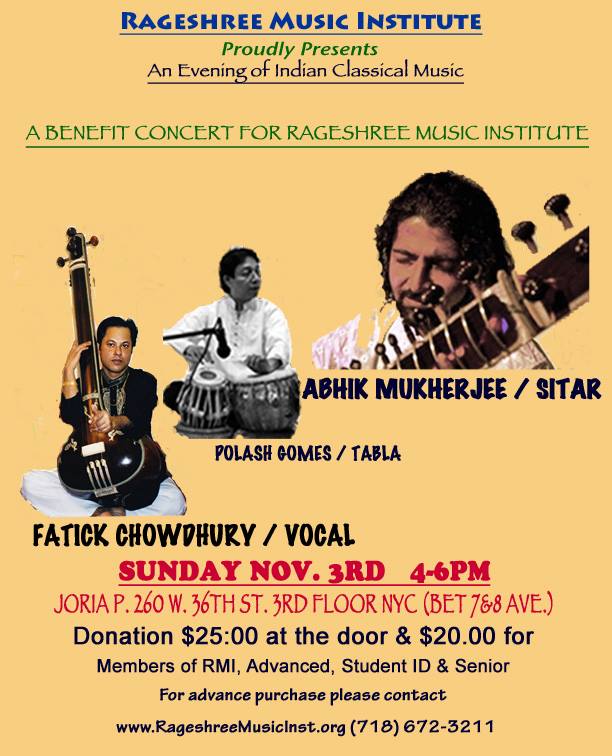 Rageshree Music Institute
Proudly Presents
An Evening of Indian Classical Music
A BENEFIT CONCERT FOR RAGESHREE MUSIC INSTITUTE
ABHIK MUKHERJEE / SITAR
POLASH GOMES / TABLA
FATICK CHOWDHURY / VOCAL
SUNDAY NOV. 3RD 4-6PM
JORIA P. 260 W. 36TH ST. 3RD FLOOR NYC (BET 7&8 AVE.)
Donation $25:00 at the door & $20.00 for
Members of RMI, Advanced, Student ID & Senior
For advance purchase please contact
www.RageshreeMusicInst.org (718) 672-3211